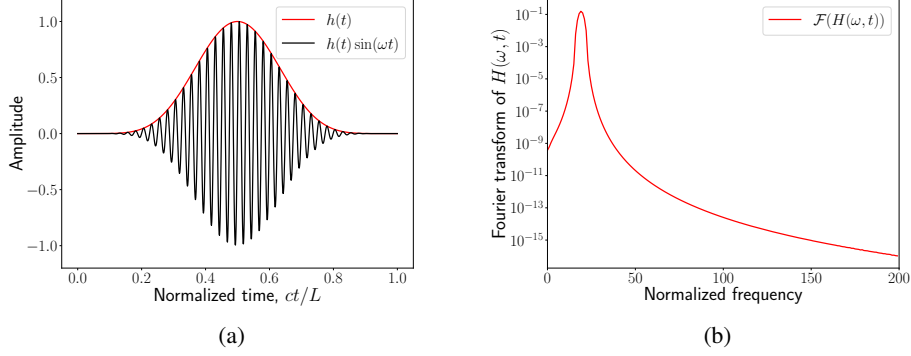 h(t)
h(t) sin(ωt)
Amplitude
1.0
0.5
0.0
−0.5
−1.0
0.0 0.2 0.4 0.6 0.8 1.0
Normalized time, ct/L
(a)
F(H(ω, t))
Fourier transform of H(ω, t)
10⁻¹
10⁻³
10⁻⁵
10⁻⁷
10⁻⁹
10⁻¹¹
10⁻¹³
10⁻¹⁵
0 50 100 150 200
Normalized frequency
(b)